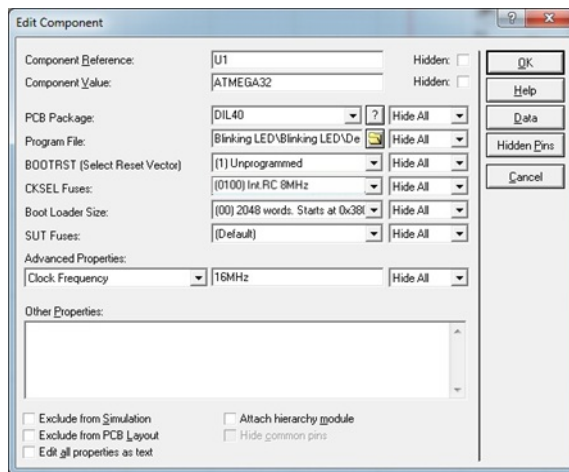 Edit Component
Component Reference: U1 Hidden:
Component Value: ATMEGA32 Hidden:
PCB Package: DIL40 ? Hide All
Program File: Blinking LED\Blinking LED\De Hide All
BOOTRST (Select Reset Vector) (1) Unprogrammed Hide All
CKSEL Fuses: (0100) Int.RC 8MHz Hide All
Boot Loader Size: (00) 2048 words. Starts at 0x38( Hide All
SUT Fuses: (Default) Hide All
Advanced Properties:
Clock Frequency 16MHz Hide All
Other Properties:
Exclude from Simulation Attach hierarchy module
Exclude from PCB Layout Hide common pins
Edit all properties as text
OK
Help
Data
Hidden Pins
Cancel